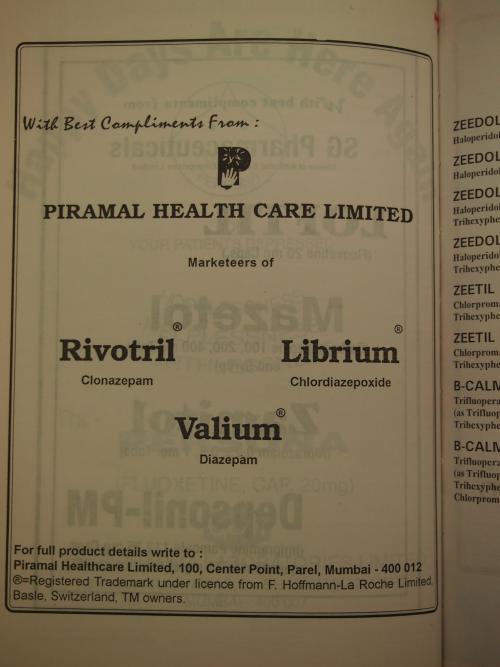 With Best Compliments From :
P
PIRAMAL HEALTH CARE LIMITED
Marketeers of
Rivotril®
Clonazepam
Librium®
Chlordiazepoxide
Valium®
Diazepam
For full product details write to :
Piramal Healthcare Limited, 100, Center Point, Parel, Mumbai - 400 012
®=Registered Trademark under licence from F. Hoffmann-La Roche Limited.
Basle, Switzerland, TM owners.
ZEEDOL
Haloperidol
ZEEDOL
Haloperidol
ZEEDOL
Haloperidol
Trihexyphe
ZEEDOL
Haloperidol
Trihexyphe
ZEETIL
Chlorprom
Trihexyphe
ZEETIL
Chlorprom
Trihexyphe
B-CALM
Trifluopera
(as Trifluop
Trihexyphe
B-CALM
Trifluopera
(as Trifluop
Trihexyphe
Chlorprom